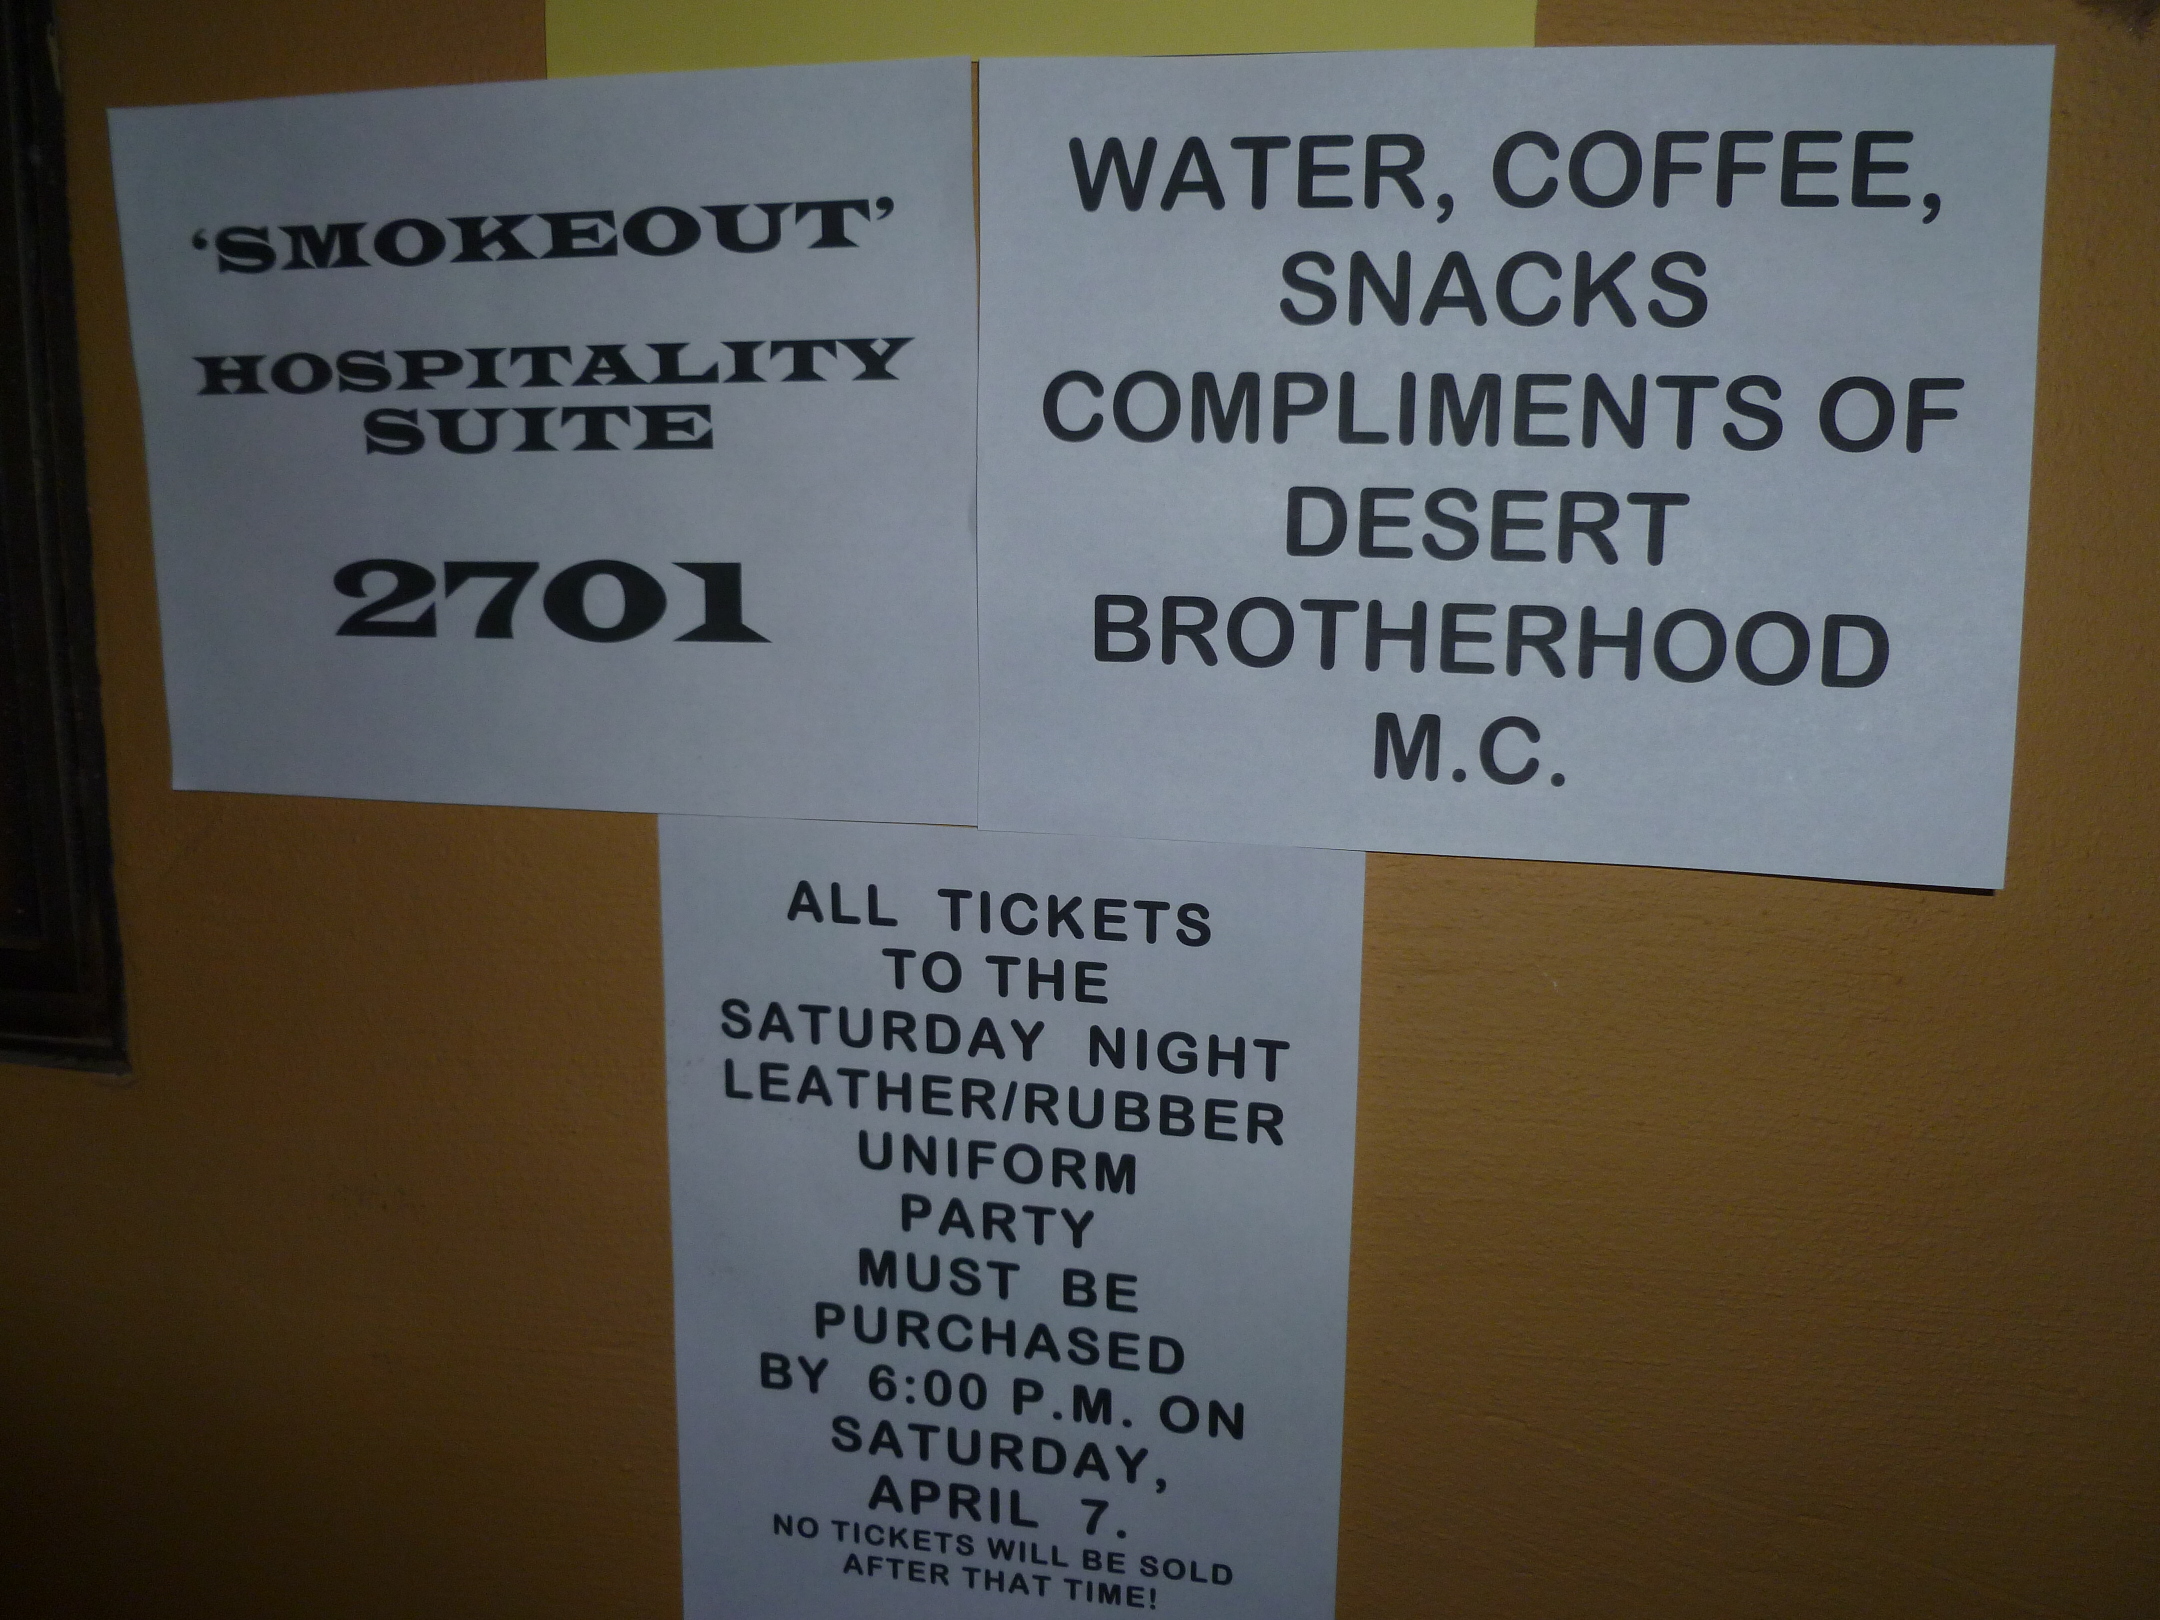 ‘SMOKEOUT’
HOSPITALITY
SUITE
2701
WATER, COFFEE,
SNACKS
COMPLIMENTS OF
DESERT
BROTHERHOOD
M.C.
ALL TICKETS
TO THE
SATURDAY NIGHT
LEATHER/RUBBER
UNIFORM
PARTY
MUST BE
PURCHASED
BY 6:00 P.M. ON
SATURDAY,
APRIL 7.
NO TICKETS WILL BE SOLD
AFTER THAT TIME!